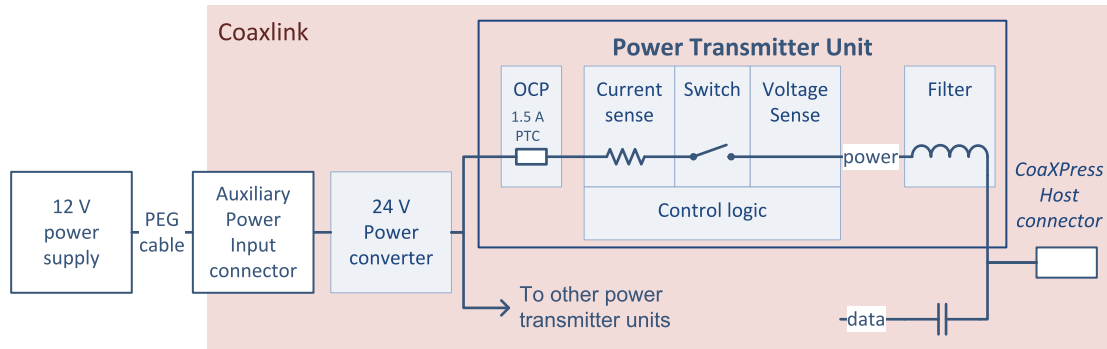 Coaxlink
Power Transmitter Unit
OCP
1.5 A
PTC
Current
sense
Switch
Voltage
Sense
Filter
power
Control logic
CoaXPress
Host
connector
12 V
power
supply
PEG
cable
Auxiliary
Power
Input
connector
24 V
Power
converter
To other power
transmitter units
data